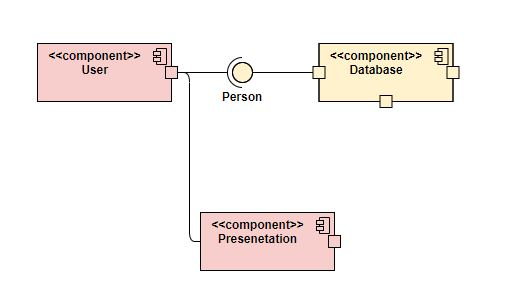 <<component>>
User
Person
<<component>>
Database
<<component>>
Presenetation